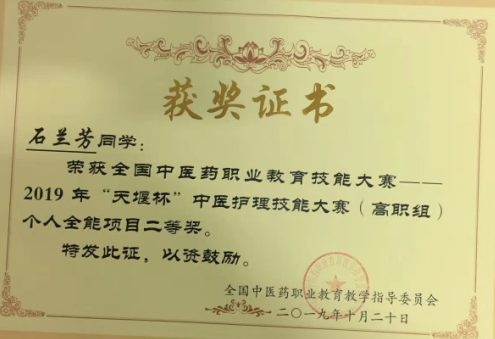 获奖证书
石兰芳同学：
荣获全国中医药职业教育技能大赛——
2019 年“天堰杯”中医护理技能大赛（高职组）
个人全能项目二等奖。
特发此证，以资鼓励。
全国中医药职业教育教学指导委员会
二〇一九年十月二十日